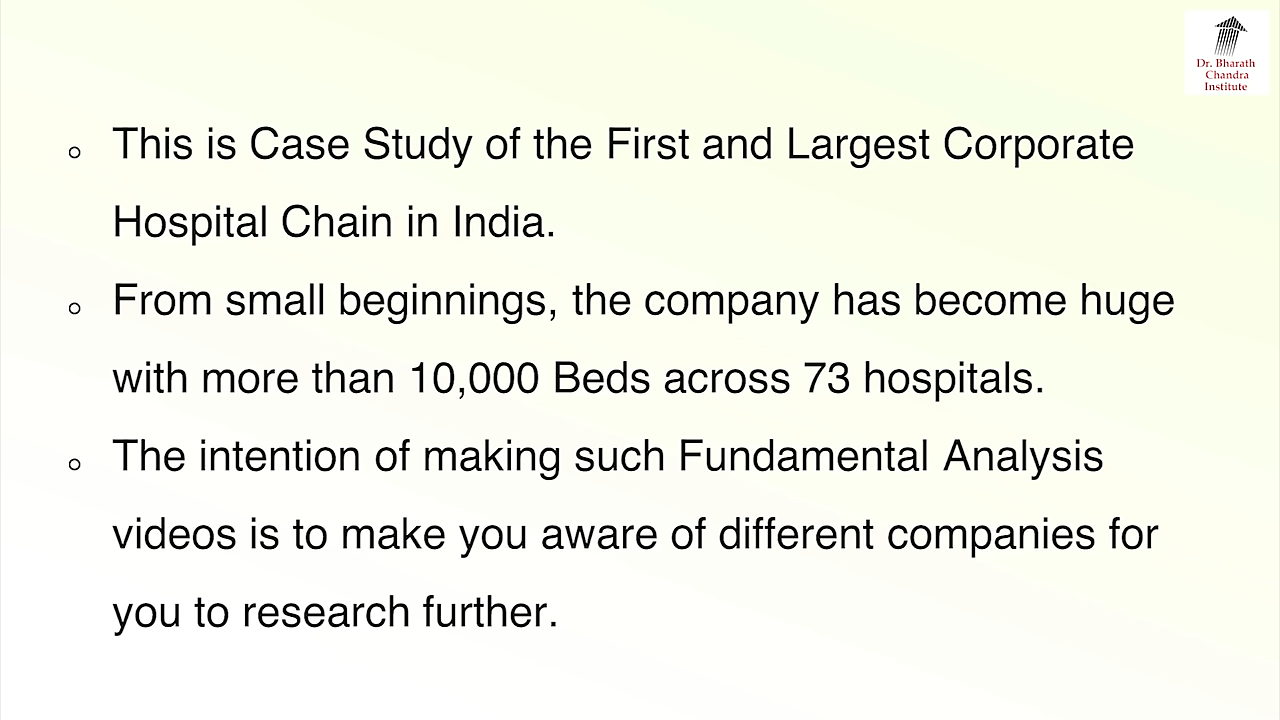 Dr. Bharath
Chandra
Institute
This is Case Study of the First and Largest Corporate
Hospital Chain in India.
From small beginnings, the company has become huge
with more than 10,000 Beds across 73 hospitals.
The intention of making such Fundamental Analysis
videos is to make you aware of different companies for
you to research further.